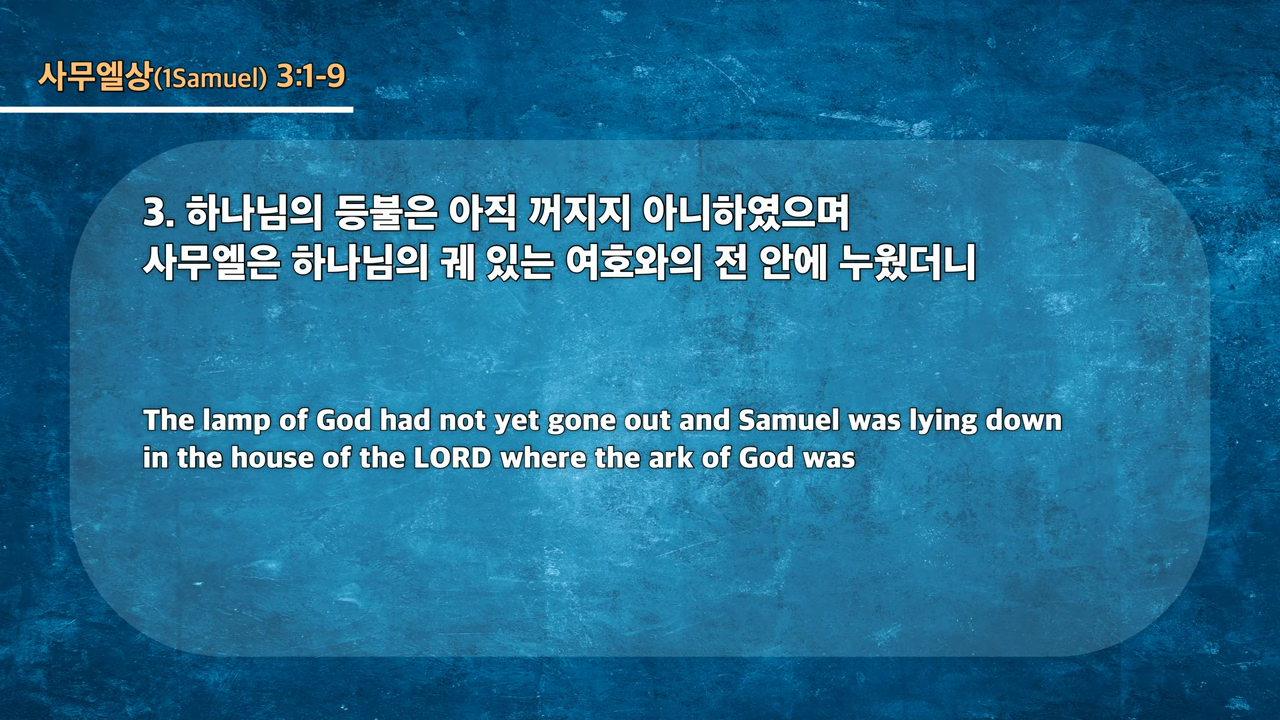 사무엘상(1Samuel) 3:1-9
3. 하나님의 등불은 아직 꺼지지 아니하였으며
사무엘은 하나님의 궤 있는 여호와의 전 안에 누웠더니
The lamp of God had not yet gone out and Samuel was lying down
in the house of the LORD where the ark of God was